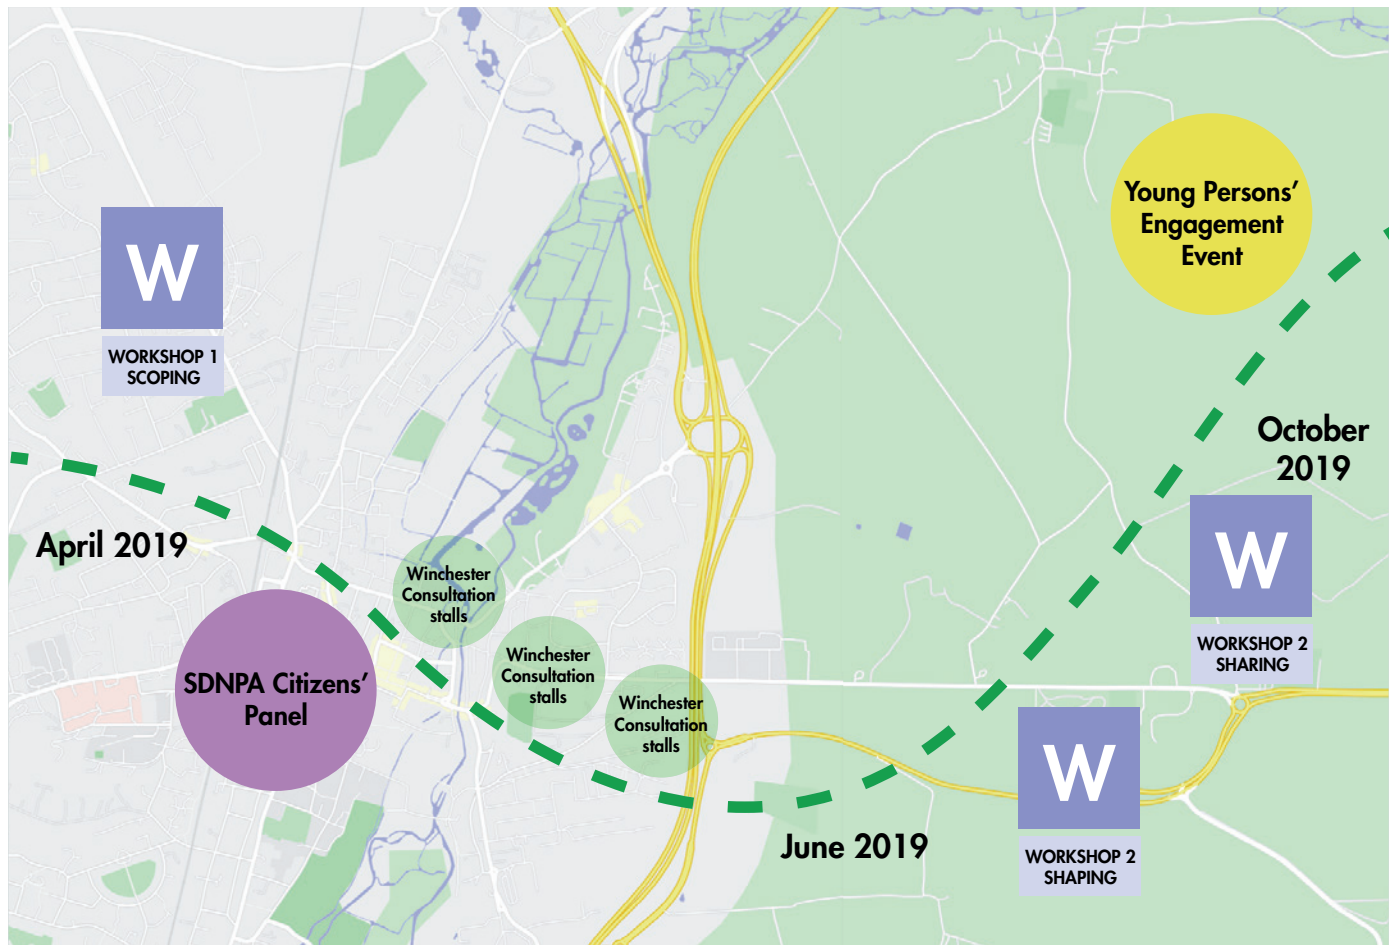 W
WORKSHOP 1
SCOPING
April 2019
SDNPA Citizens’
Panel
Winchester
Consultation
stalls
Winchester
Consultation
stalls
Winchester
Consultation
stalls
June 2019
W
WORKSHOP 2
SHAPING
W
WORKSHOP 2
SHARING
October
2019
Young Persons’
Engagement
Event